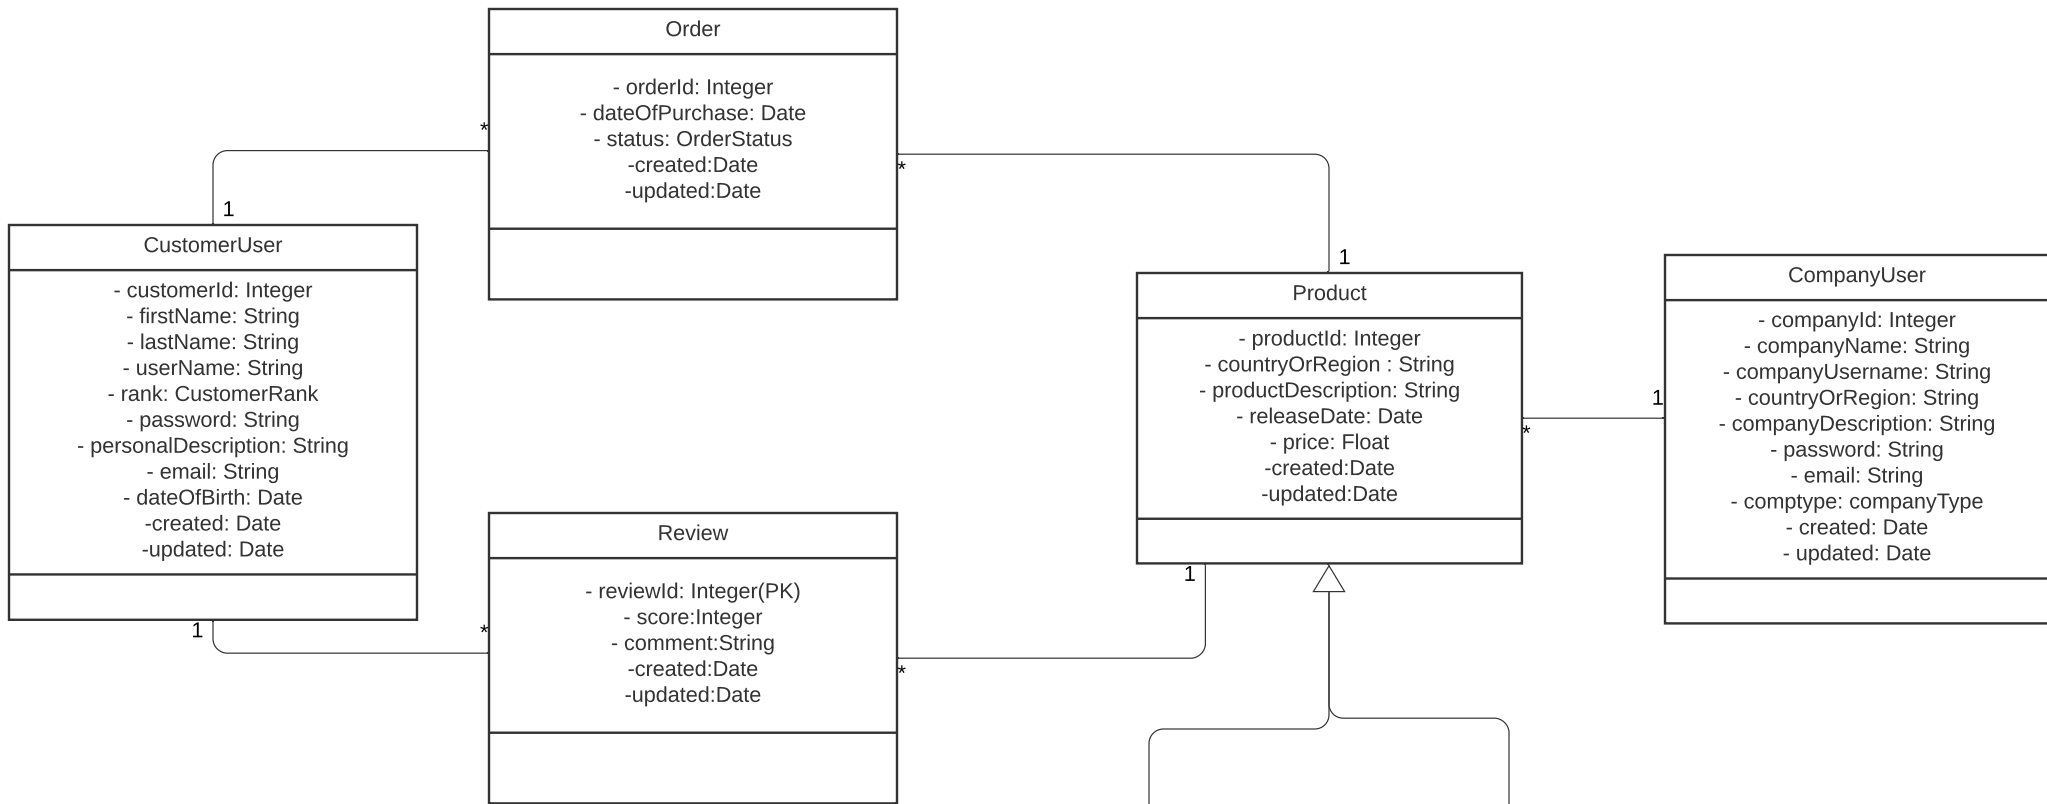 Order
- orderId: Integer
- dateOfPurchase: Date
- status: OrderStatus
-created:Date
-updated:Date
*
*
1
1
CustomerUser
- customerId: Integer
- firstName: String
- lastName: String
- userName: String
- rank: CustomerRank
- password: String
- personalDescription: String
- email: String
- dateOfBirth: Date
-created: Date
-updated: Date
Product
- productId: Integer
- countryOrRegion : String
- productDescription: String
- releaseDate: Date
- price: Float
-created:Date
-updated:Date
CompanyUser
- companyId: Integer
- companyName: String
- companyUsername: String
- countryOrRegion: String
- companyDescription: String
- password: String
- email: String
- comptype: companyType
- created: Date
- updated: Date
1
*
Review
- reviewId: Integer(PK)
- score:Integer
- comment:String
-created:Date
-updated:Date
1
*
1
*